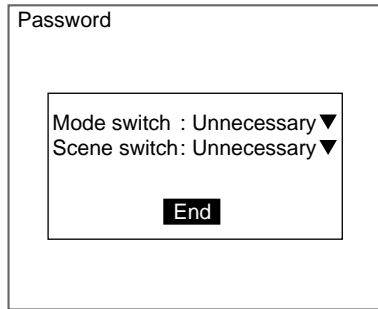 Password
Mode switch : Unnecessary▼
Scene switch: Unnecessary▼
End